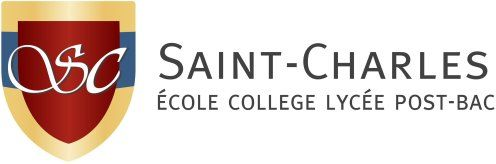 SC
SAINT-CHARLES
ÉCOLE COLLEGE LYCÉE POST-BAC